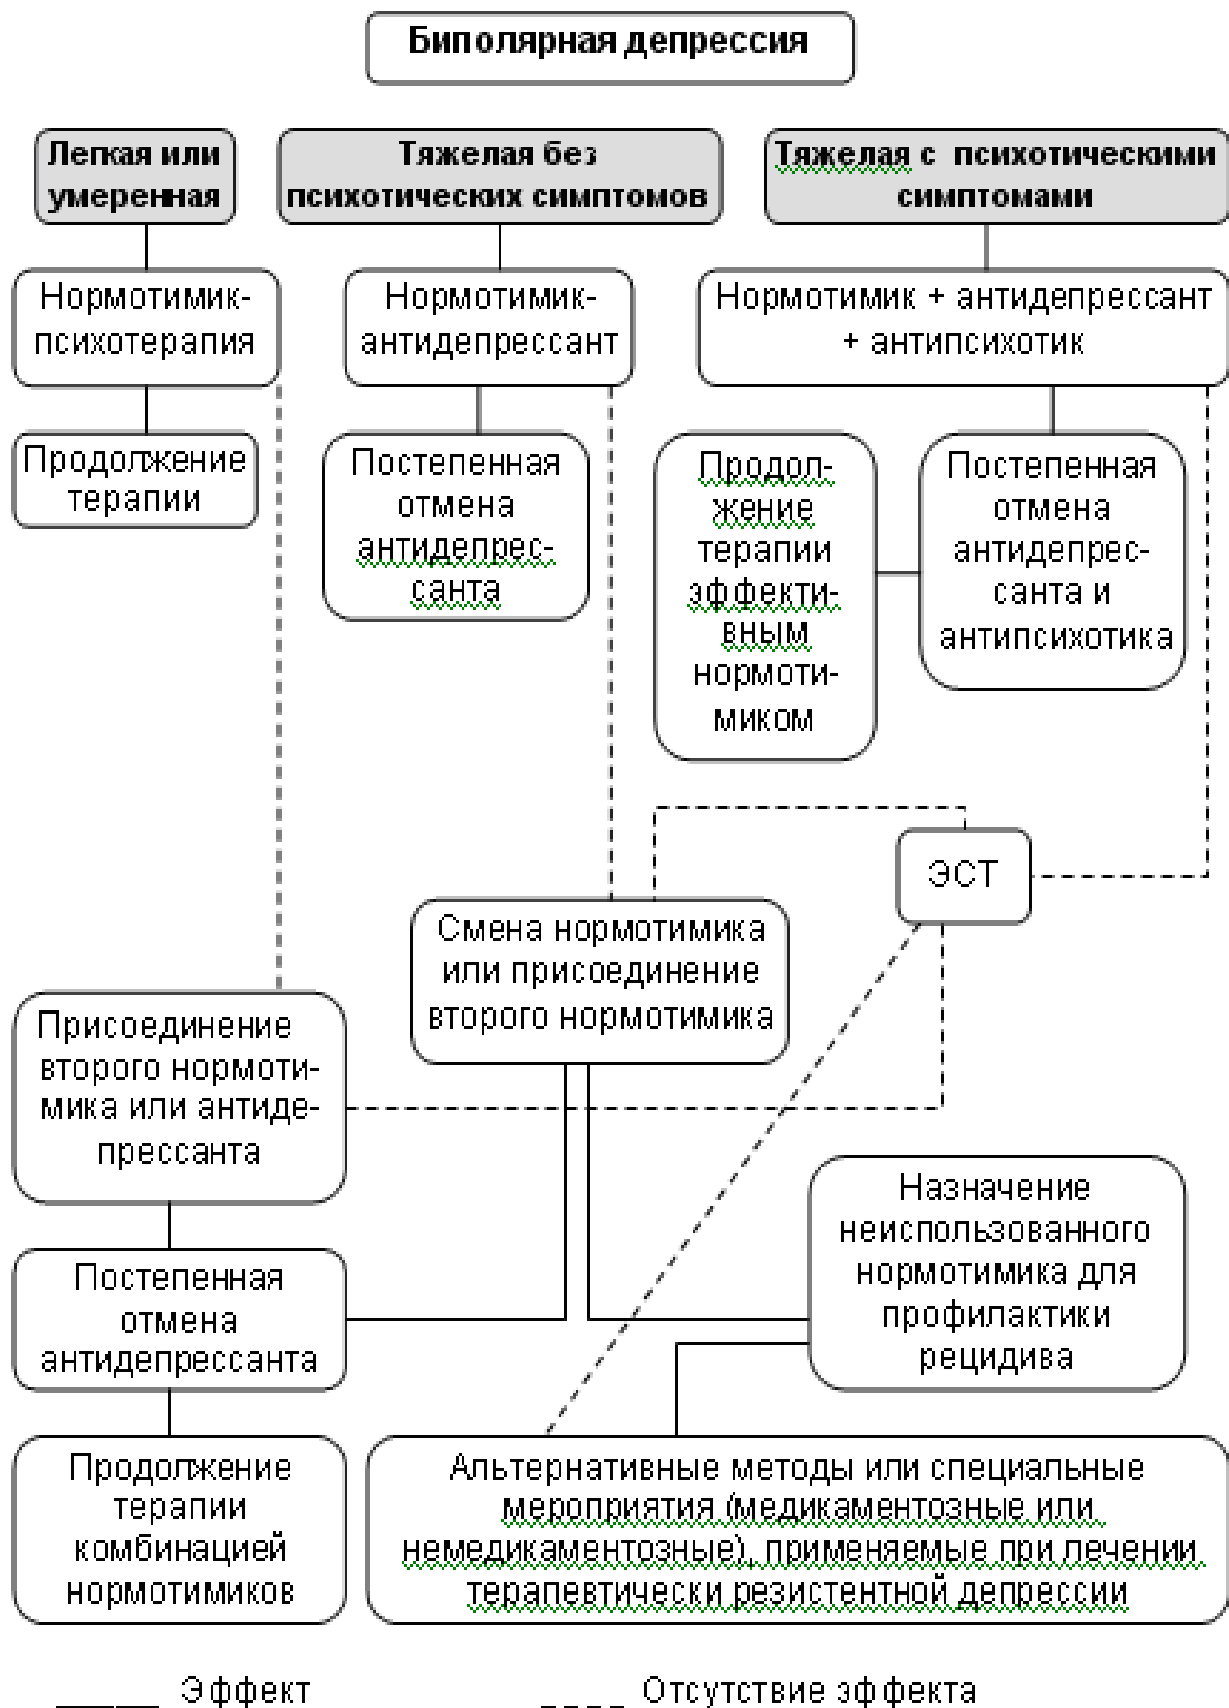 Биполярная депрессия
Легкая или
умеренная
Тяжелая без
психотических симптомов
Тяжелая с психотическими
симптомами
Нормотимик-
психотерапия
Нормотимик-
антидепрессант
Нормотимик + антидепрессант
+ антипсихотик
Продолжение
терапии
Постепенная
отмена
антидепрес-
санта
Продол-
жение
терапии
эффекти-
вным
нормоти-
миком
Постепенная
отмена
антидепрес-
санта и
антипсихотика
ЭСТ
Смена нормотимика
или присоединение
второго нормотимика
Присоединение
второго нормоти-
мика или антиде-
прессанта
Назначение
неиспользованного
нормотимика для
профилактики
рецидива
Постепенная
отмена
антидепрессанта
Продолжение
терапии
комбинацией
нормотимиков
Альтернативные методы или специальные
мероприятия (медикаментозные или
немедикаментозные), применяемые при лечении
терапевтически резистентной депрессии
______ Эффект
_ _ _ _ Отсутствие эффекта